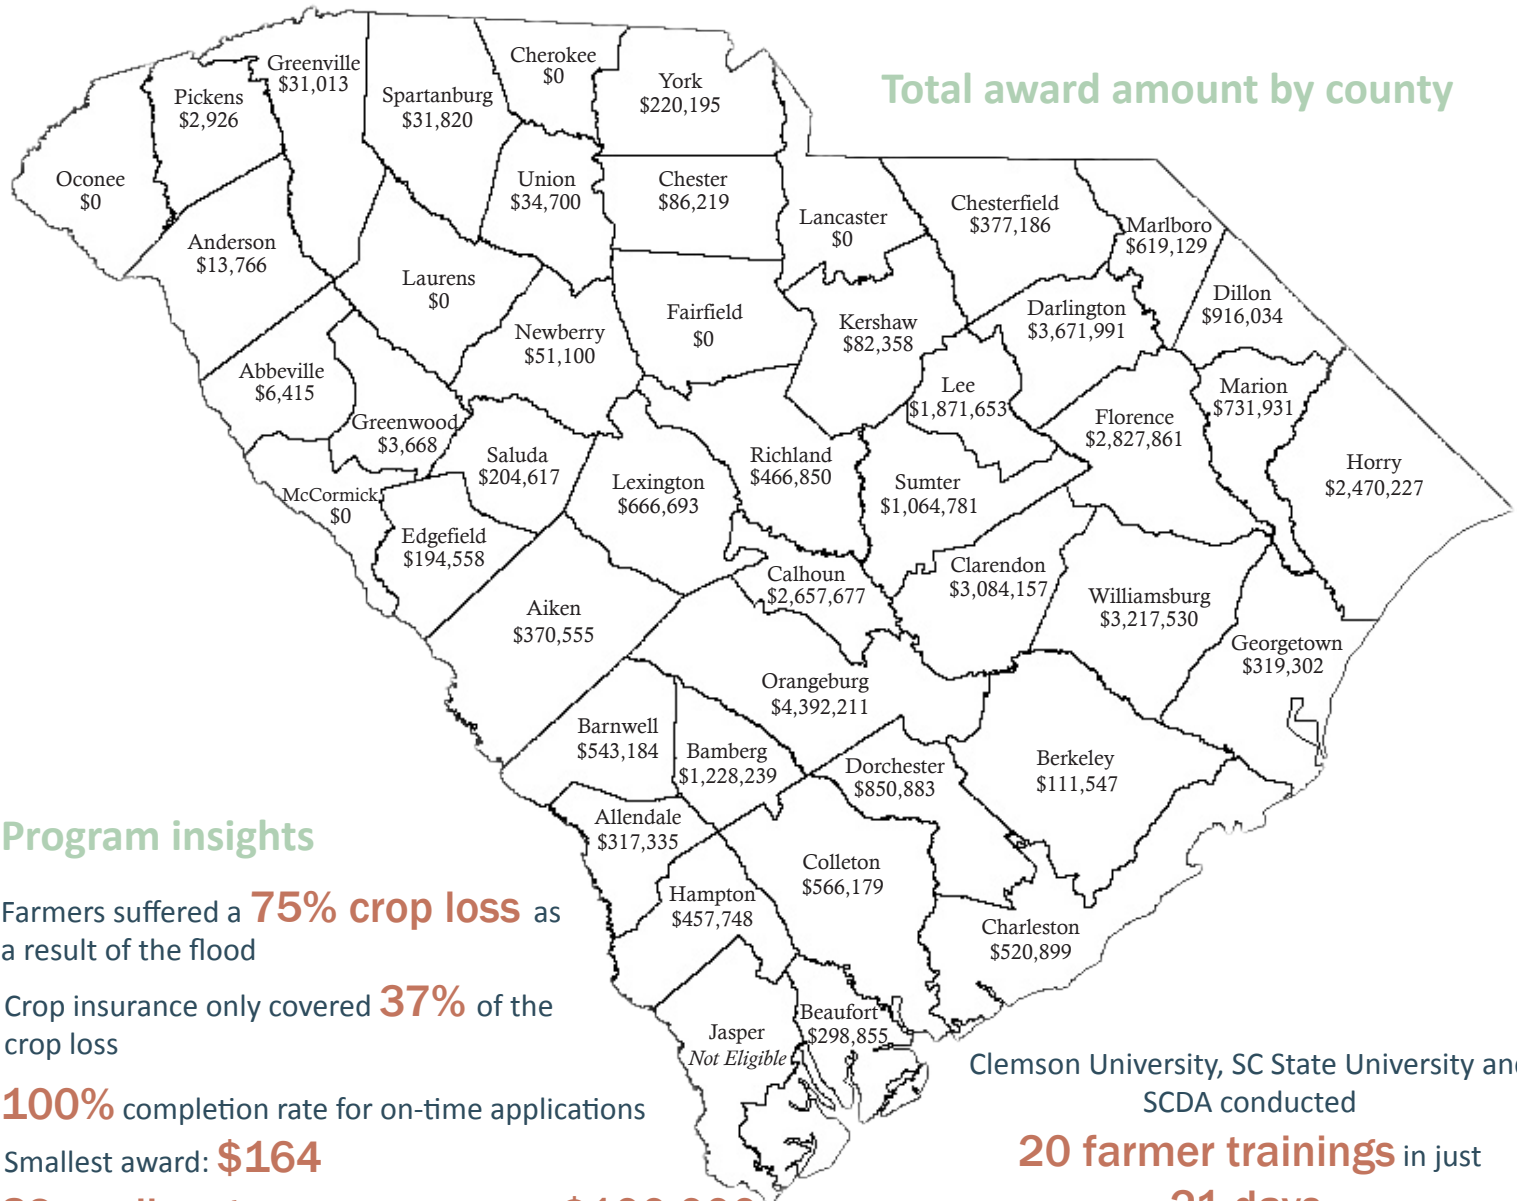 Total award amount by county
Greenville
$31,013
Cherokee
$0
York
$220,195
Pickens
$2,926
Spartanburg
$31,820
Oconee
$0
Union
$34,700
Chester
$86,219
Lancaster
$0
Chesterfield
$377,186
Marlboro
$619,129
Anderson
$13,766
Laurens
$0
Fairfield
$0
Newberry
$51,100
Kershaw
$82,358
Darlington
$3,671,991
Dillon
$916,034
Abbeville
$6,415
Greenwood
$3,668
Lee
$1,871,653
Florence
$2,827,861
Marion
$731,931
Saluda
$204,617
Lexington
$666,693
Richland
$466,850
Sumter
$1,064,781
Horry
$2,470,227
McCormick
$0
Edgefield
$194,558
Calhoun
$2,657,677
Clarendon
$3,084,157
Williamsburg
$3,217,530
Aiken
$370,555
Georgetown
$319,302
Orangeburg
$4,392,211
Barnwell
$543,184
Bamberg
$1,228,239
Dorchester
$850,883
Berkeley
$111,547
Allendale
$317,335
Colleton
$566,179
Hampton
$457,748
Charleston
$520,899
Jasper
Not Eligible
Beaufort
$298,855
Program insights
Farmers suffered a 75% crop loss as
a result of the flood
Crop insurance only covered 37% of the
crop loss
100% completion rate for on-time applications
Smallest award: $164
Clemson University, SC State University and
SCDA conducted
20 farmer trainings in just
21 days